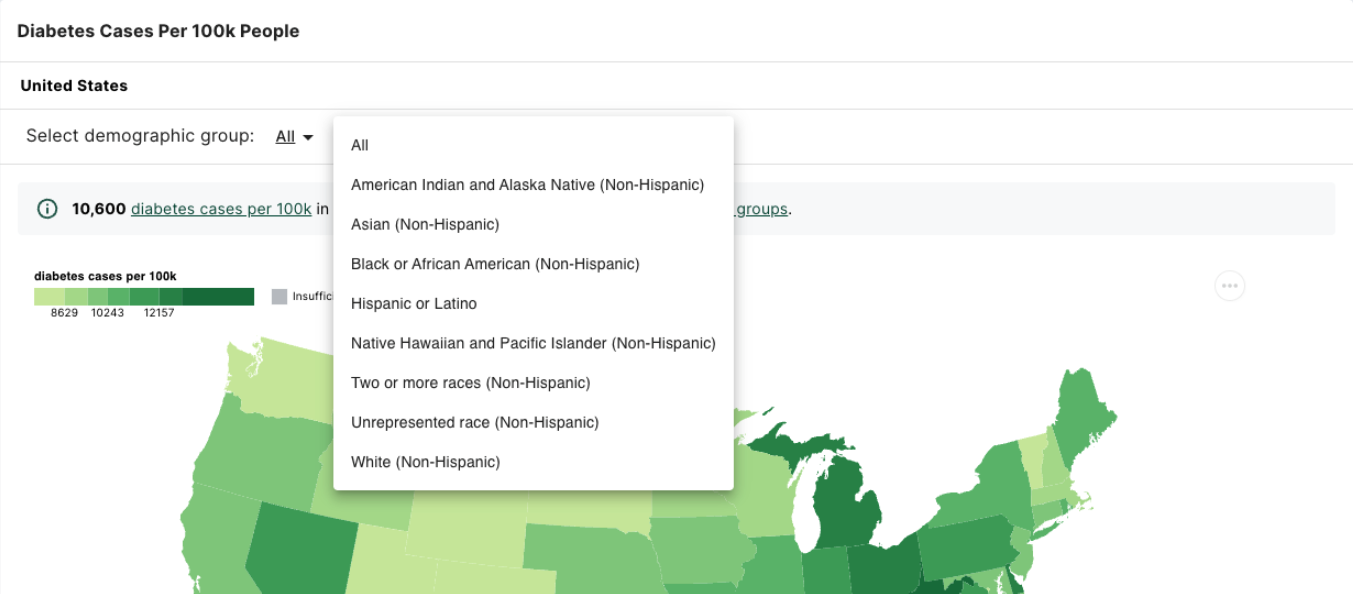 Diabetes Cases Per 100k People
United States
Select demographic group: All
All
American Indian and Alaska Native (Non-Hispanic)
Asian (Non-Hispanic)
Black or African American (Non-Hispanic)
Hispanic or Latino
Native Hawaiian and Pacific Islander (Non-Hispanic)
Two or more races (Non-Hispanic)
Unrepresented race (Non-Hispanic)
White (Non-Hispanic)
10,600 diabetes cases per 100k in
groups.
diabetes cases per 100k
8629 10243 12157